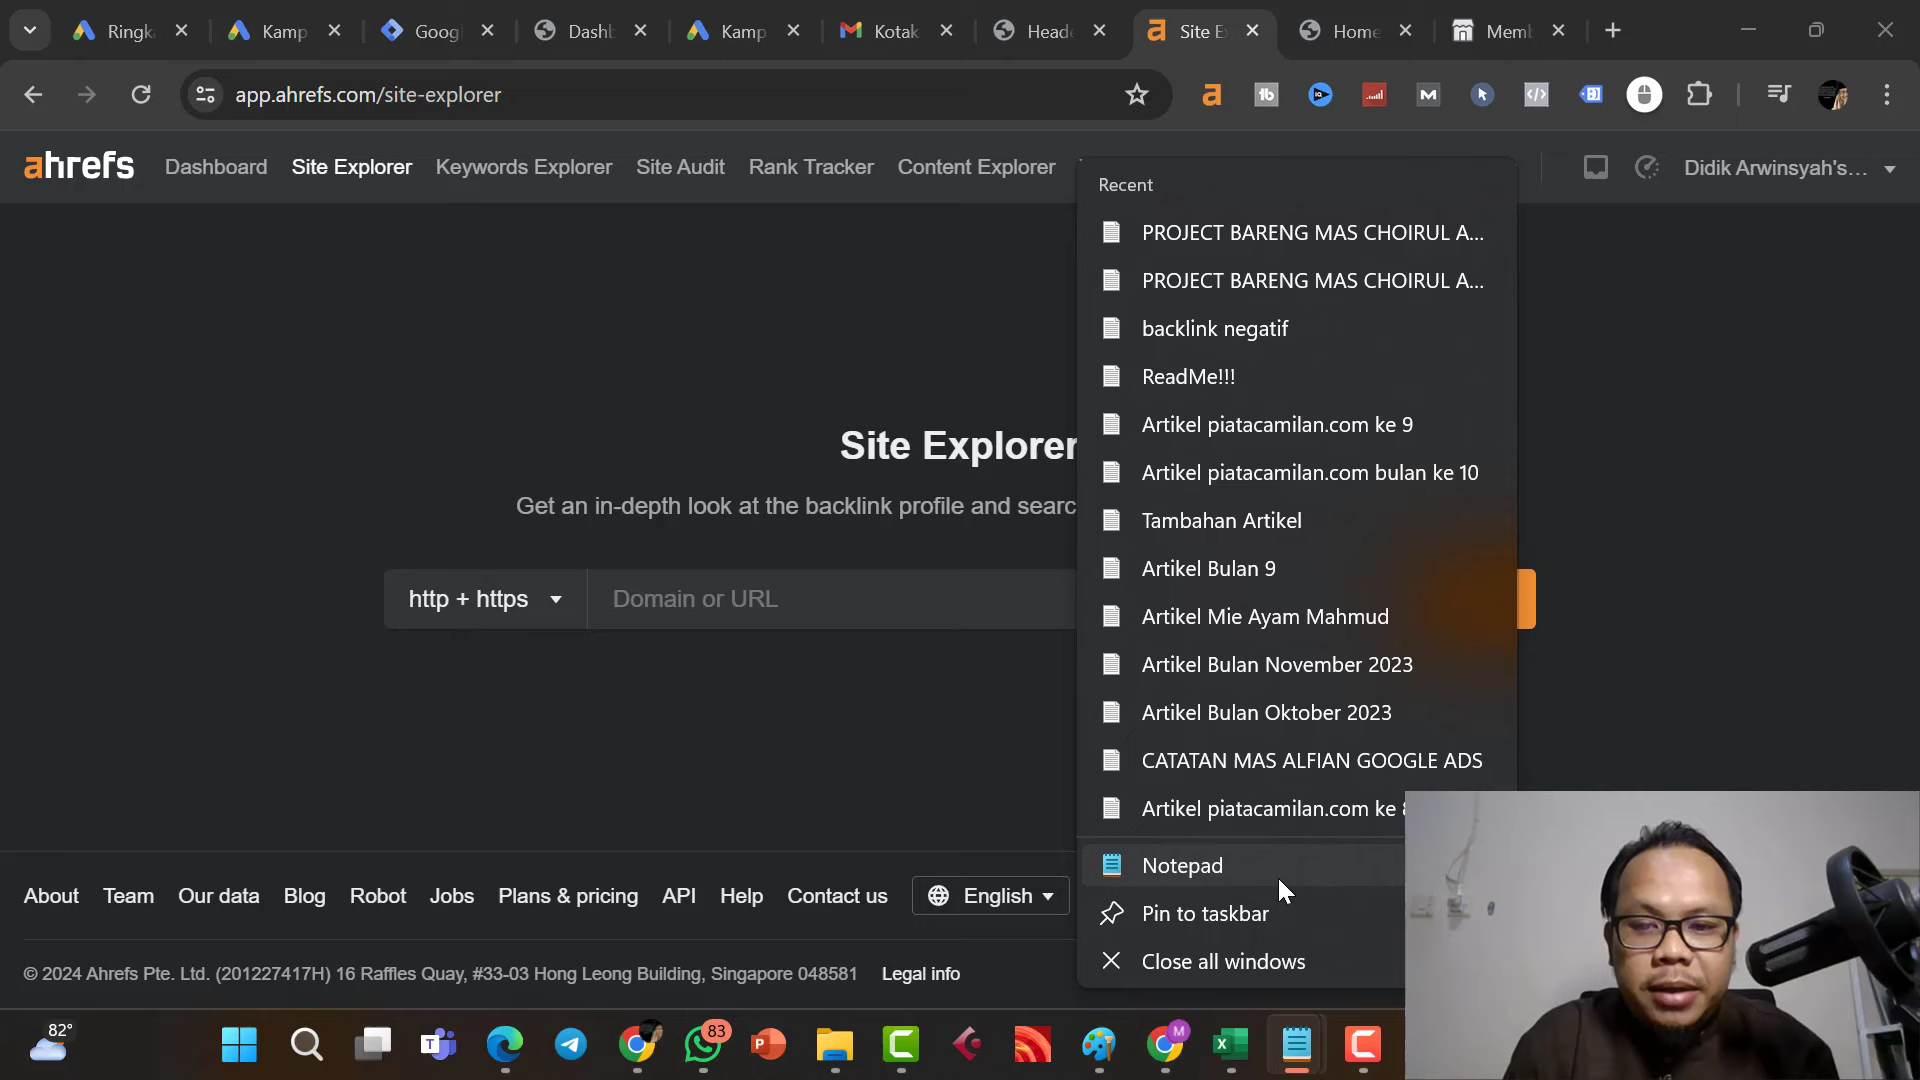 Ringk
Kamp
Googl
Dashb
Kamp
Kotak
Head
Site E
Home
Memb
app.ahrefs.com/site-explorer
ahrefs
Dashboard
Site Explorer
Keywords Explorer
Site Audit
Rank Tracker
Content Explorer
Didik Arwinsyah's...
Site Explorer
Get an in-depth look at the backlink profile and searc
http + https
Domain or URL
Recent
PROJECT BARENG MAS CHOIRUL A...
PROJECT BARENG MAS CHOIRUL A...
backlink negatif
ReadMe!!!
Artikel piatacamilan.com ke 9
Artikel piatacamilan.com bulan ke 10
Tambahan Artikel
Artikel Bulan 9
Artikel Mie Ayam Mahmud
Artikel Bulan November 2023
Artikel Bulan Oktober 2023
CATATAN MAS ALFIAN GOOGLE ADS
Artikel piatacamilan.com ke 8
Notepad
Pin to taskbar
Close all windows
About
Team
Our data
Blog
Robot
Jobs
Plans & pricing
API
Help
Contact us
English
© 2024 Ahrefs Pte. Ltd. (201227417H) 16 Raffles Quay, #33-03 Hong Leong Building, Singapore 048581
Legal info
82°
83